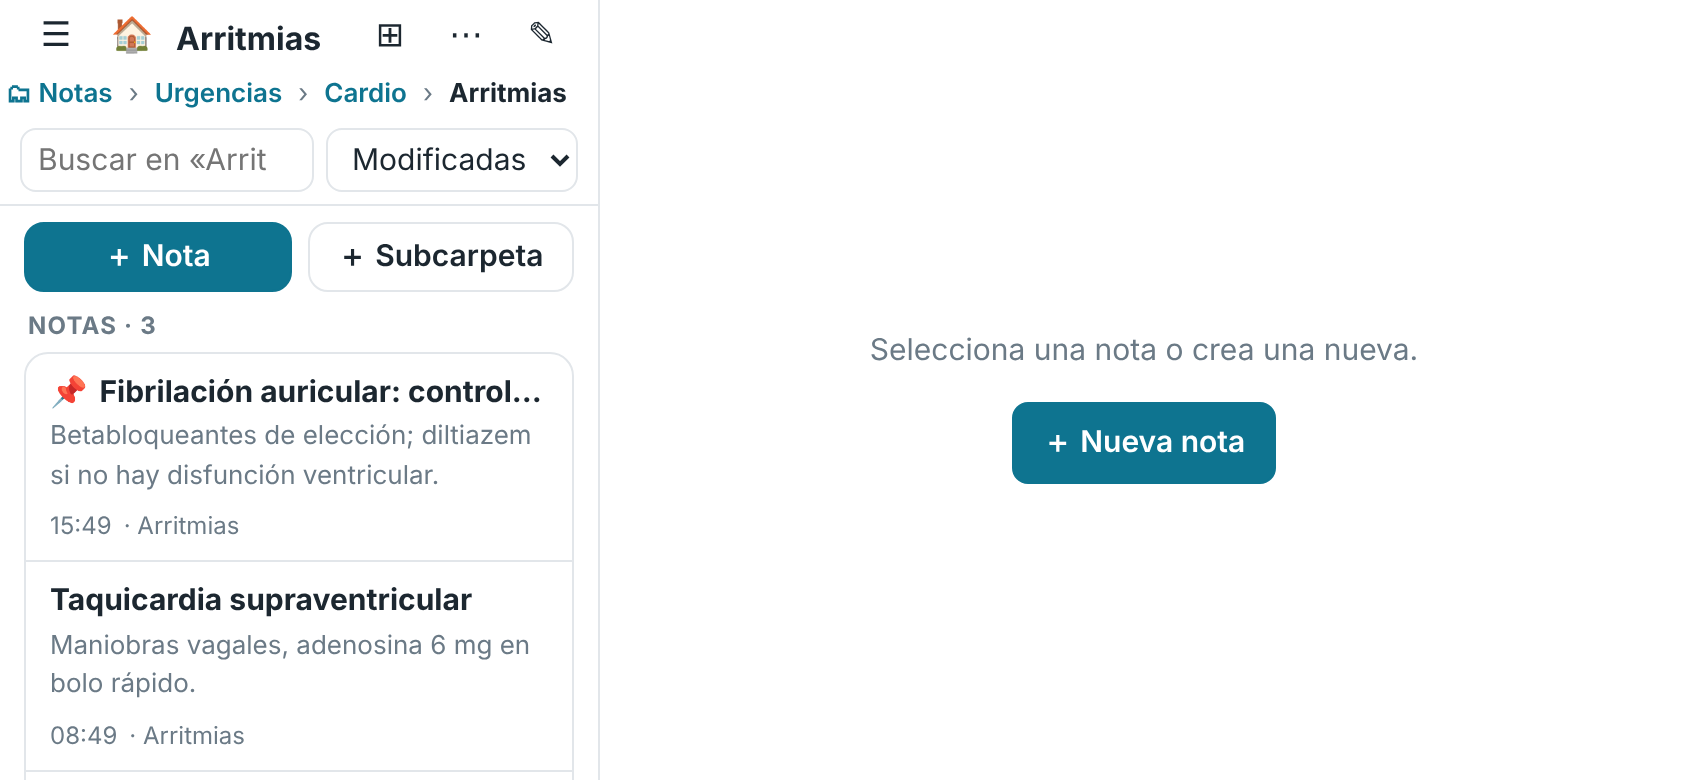 Arritmias
Notas › Urgencias › Cardio › Arritmias
Buscar en «Arrit
Modificadas
+ Nota
+ Subcarpeta
NOTAS · 3
Fibrilación auricular: control...
Betabloqueantes de elección; diltiazem
si no hay disfunción ventricular.
15:49 · Arritmias
Taquicardia supraventricular
Maniobras vagales, adenosina 6 mg en
bolo rápido.
08:49 · Arritmias
Selecciona una nota o crea una nueva.
+ Nueva nota